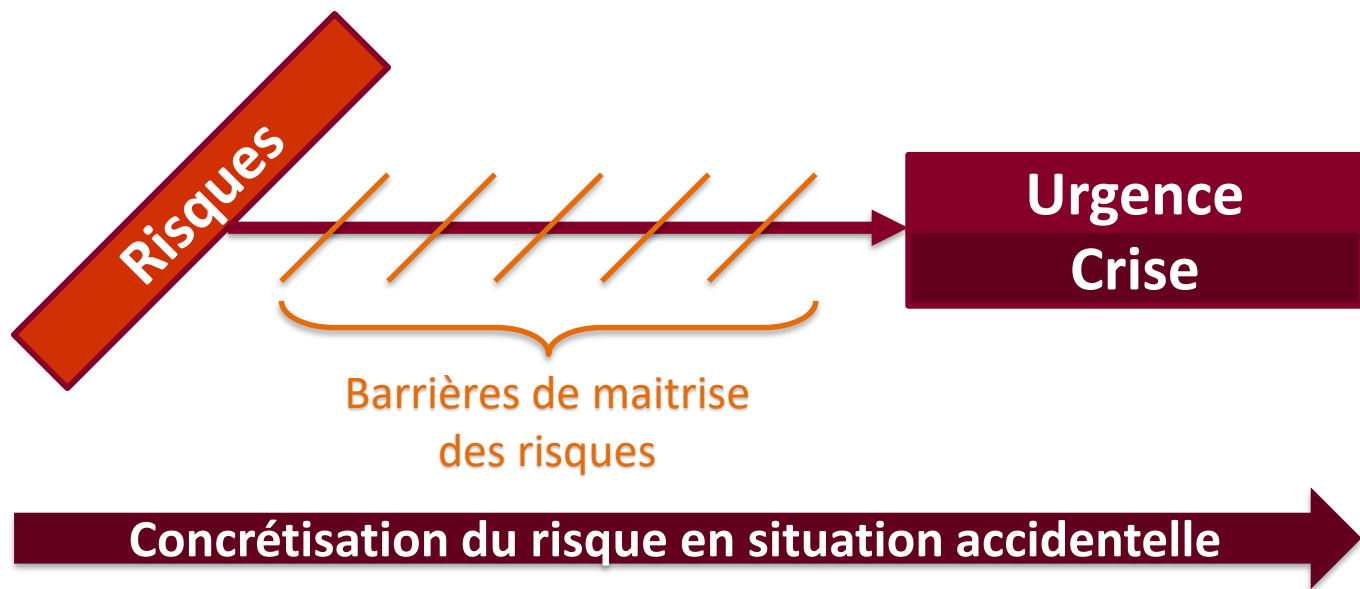 Risques
Urgence
Crise
Barrières de maitrise
des risques
Concrétisation du risque en situation accidentelle